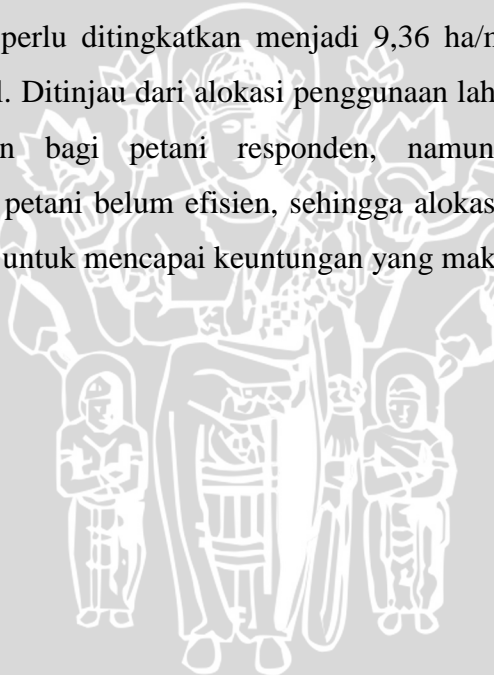 perlu ditingkatkan menjadi 9,36 ha/
l. Ditinjau dari alokasi penggunaan lah
n bagi petani responden, namun
petani belum efisien, sehingga alokas
untuk mencapai keuntungan yang mak